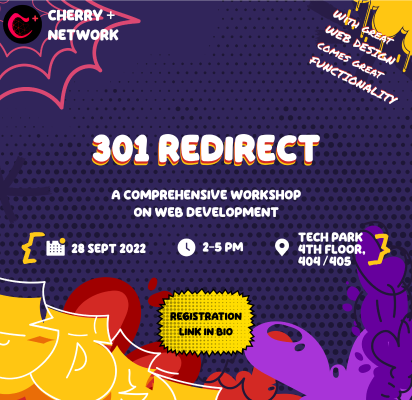 CHERRY +
NETWORK
WITH GREAT
WEB DESIGN
COMES GREAT
FUNCTIONALITY
301 REDIRECT
A COMPREHENSIVE WORKSHOP
ON WEB DEVELOPMENT
28 SEPT 2022
2-5 PM
TECH PARK
4TH FLOOR,
404 / 405
REGISTRATION
LINK IN BIO